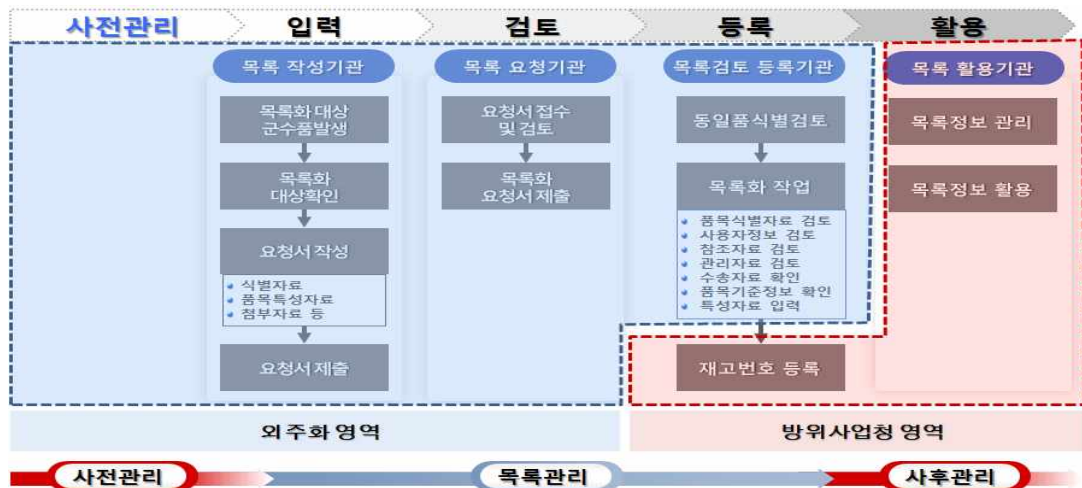 사전관리
입력
검토
등록
활용
목록 작성기관
목록화 대상
군수품발생
목록화
대상확인
요청서 작성
식별자료
품목특성자료
첨부자료 등
요청서 제출
목록 요청기관
요청서 접수
및 검토
목록화
요청서 제출
목록검토 등록기관
동일품식별검토
목록화 작업
품목식별자료 검토
사용자정보 검토
참조자료 검토
관리자료 검토
수송자료 확인
품목기준정보 확인
특성자료 입력
재고번호 등록
목록 활용기관
목록정보 관리
목록정보 활용
외주화 영역
방위사업청 영역
사전관리
목록관리
사후관리